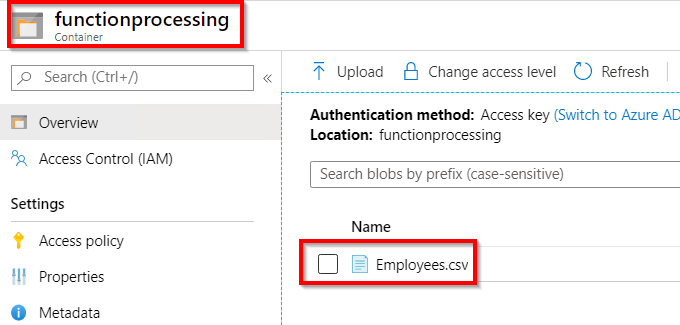 functionprocessing
Container
Search (Ctrl+/)
«
Upload
Change access level
Refresh
Overview
Access Control (IAM)
Settings
Access policy
Properties
Metadata
Authentication method: Access key (Switch to Azure AD
Location: functionprocessing
Search blobs by prefix (case-sensitive)
Name
Employees.csv